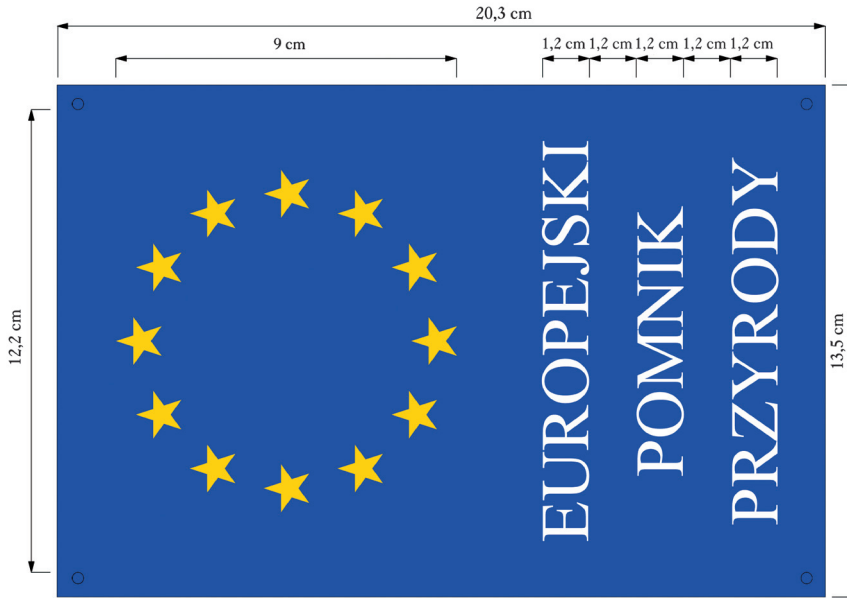 20,3 cm
9 cm
1,2 cm 1,2 cm 1,2 cm 1,2 cm 1,2 cm
12,2 cm
13,5 cm
EUROPEJSKI
POMNIK
PRZYRODY